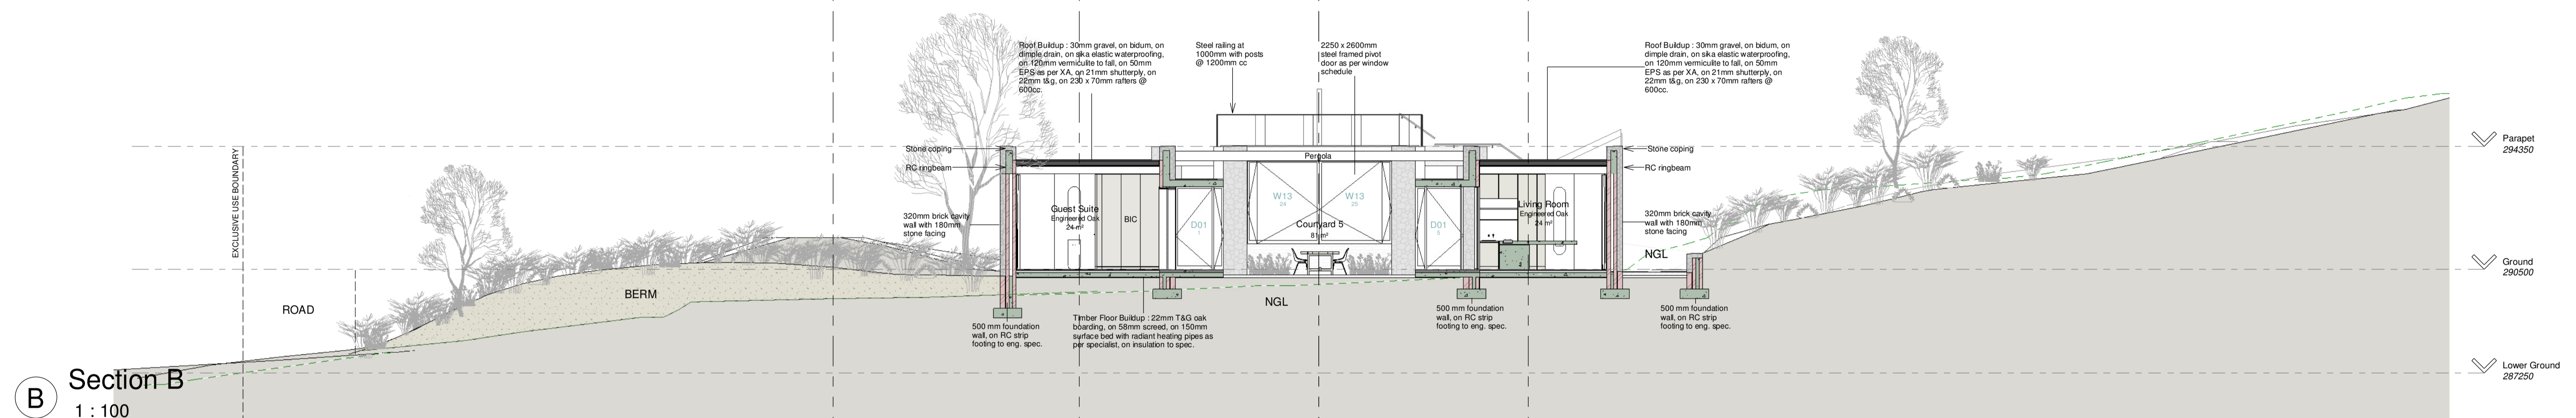 Roof Buildup : 30mm gravel, on bidum, on
dimple drain, on sika elastic waterproofing,
on 120mm vermiculite to fall, on 50mm
EPS as per XA, on 21mm shutterply, on
22mm t&g, on 230 x 70mm rafters @
600cc.
Steel railing at
1000mm with posts
@ 1200mm cc
2250 x 2600mm
steel framed pivot
door as per window
schedule
Roof Buildup : 30mm gravel, on bidum, on
dimple drain, on sika elastic waterproofing,
on 120mm vermiculite to fall, on 50mm
EPS as per XA, on 21mm shutterply, on
22mm t&g, on 230 x 70mm rafters @
600cc.
Parapet
294350
EXCLUSIVE USE BOUNDARY
Stone coping
RC ringbeam
Pergola
Stone coping
RC ringbeam
320mm brick cavity
wall with 180mm
stone facing
Guest Suite
Engineered Oak
24 m²
BIC
D01
1
W13
24
W13
25
Courtyard 5
81 m²
D01
5
Living Room
Engineered Oak
24 m²
320mm brick cavity
wall with 180mm
stone facing
NGL
Ground
290500
ROAD
BERM
NGL
500 mm foundation
wall, on RC strip
footing to eng. spec.
Timber Floor Buildup : 22mm T&G oak
boarding, on 58mm screed, on 150mm
surface bed with radiant heating pipes as
per specialist, on insulation to spec.
500 mm foundation
wall, on RC strip
footing to eng. spec.
500 mm foundation
wall, on RC strip
footing to eng. spec.
Lower Ground
287250
B
Section B
1 : 100